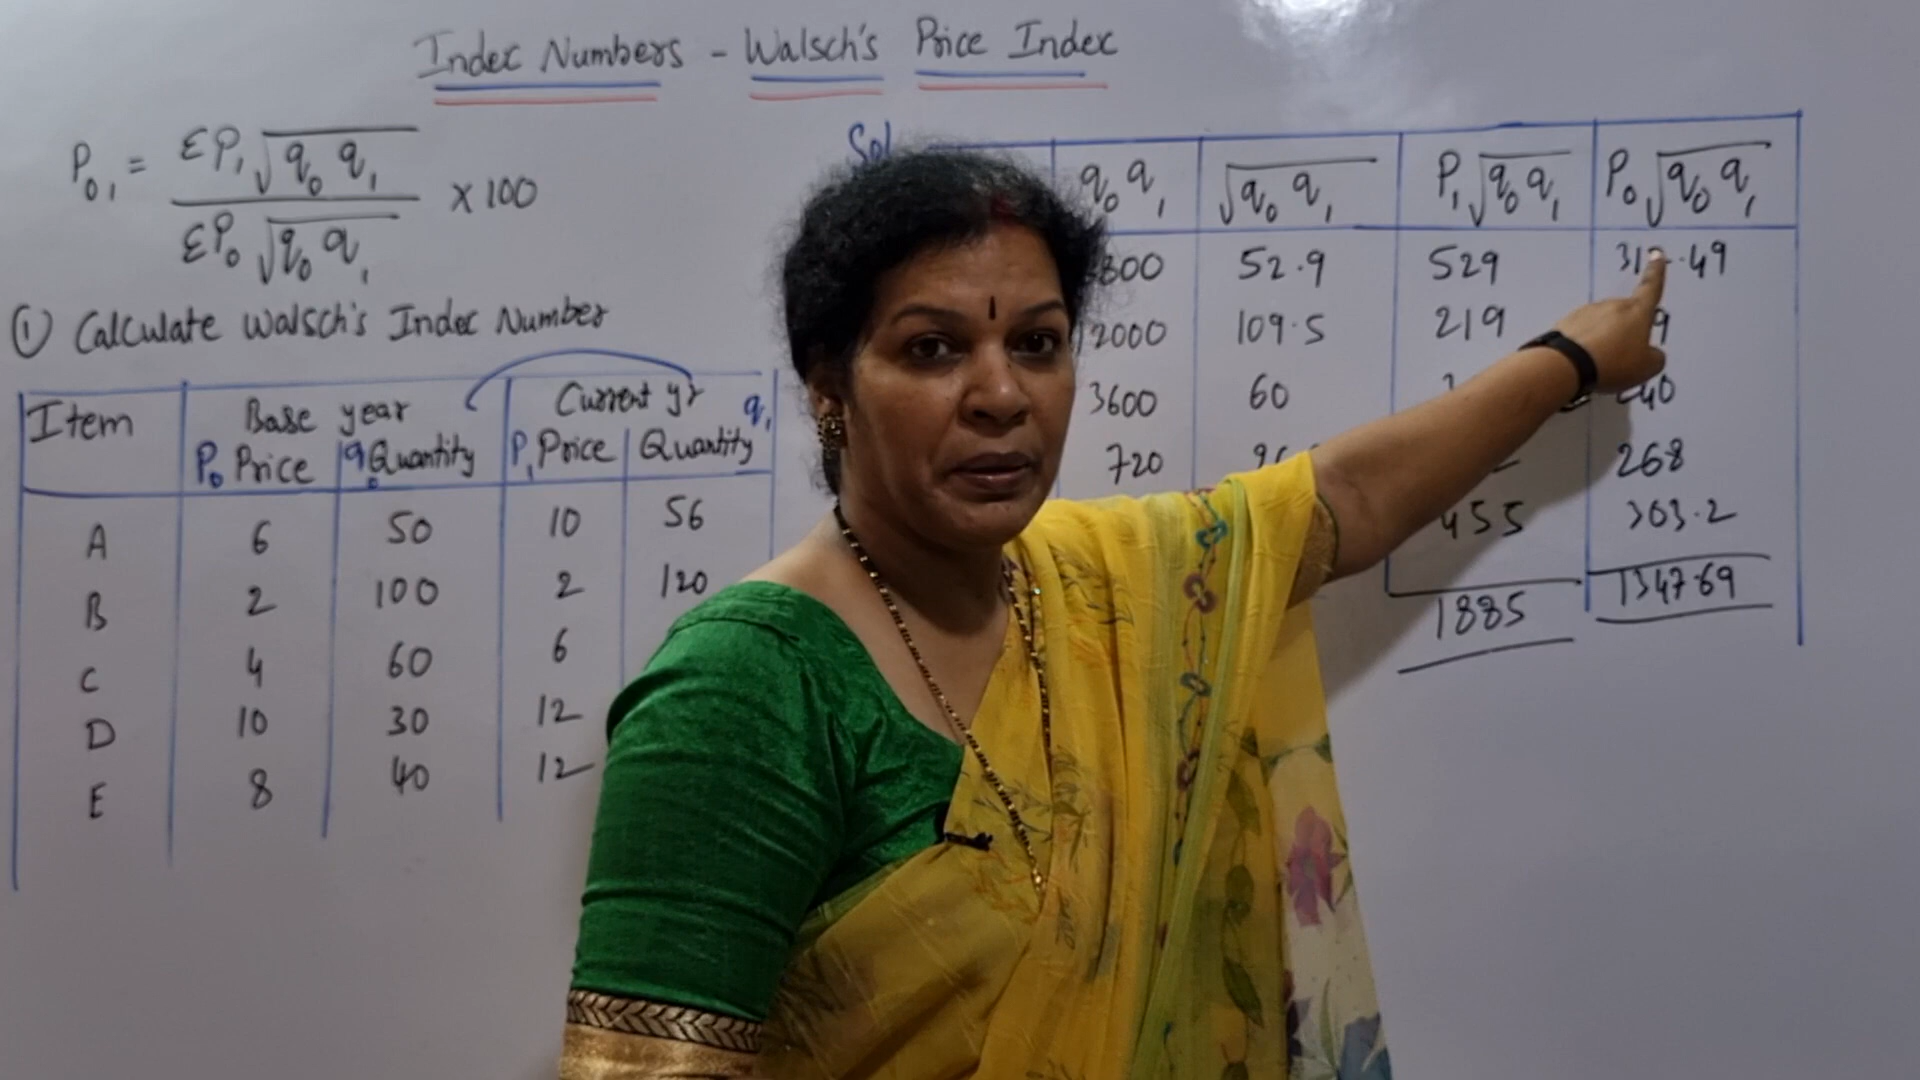 Index Numbers - Walsch's Price Index
P₀₁ = ΣP₁√q₀q₁ / ΣP₀√q₀q₁ × 100
① Calculate Walsch's Index Number
Item | Base year | Current yr
P₀ Price | q₀ Quantity | P₁ Price | Quantity q₁
A 6 50 10 56
B 2 100 2 120
C 4 60 6
D 10 30 12
E 8 40 12
Sol
q₀q₁ | √q₀q₁ | P₁√q₀q₁ | P₀√q₀q₁
52.9 529
12000 109.5 219
3600 60
720 268
455 303.2
1885 1347.69